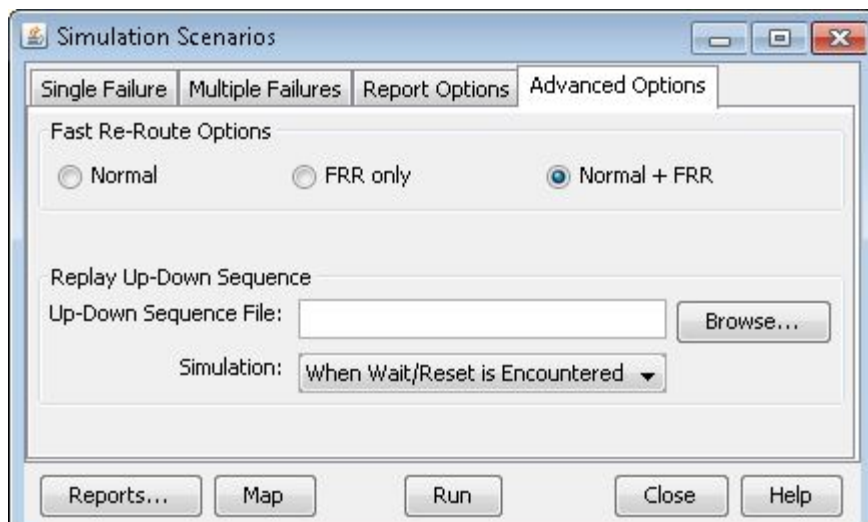 Simulation Scenarios
Single Failure Multiple Failures Report Options Advanced Options
Fast Re-Route Options
Normal FRR only Normal + FRR
Replay Up-Down Sequence
Up-Down Sequence File: Browse...
Simulation: When Wait/Reset is Encountered
Reports... Map Run Close Help